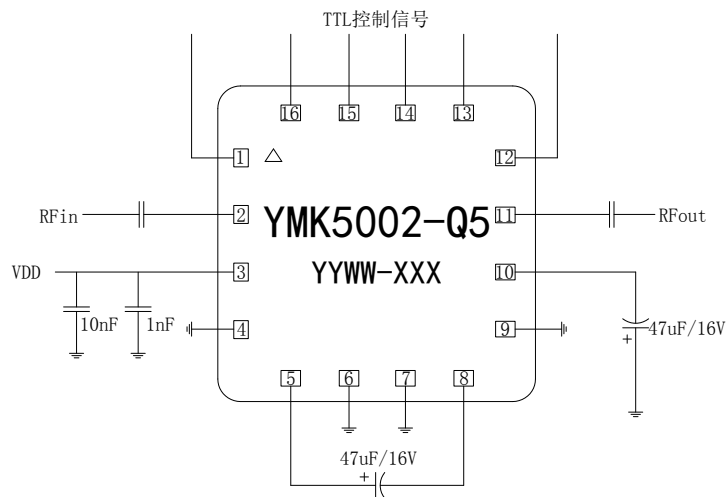 TTL控制信号
16 15 14 13
1 12
RFin 2 YMK5002-Q5 11 RFout
VDD 3 YYWW-XXX 10
10nF 1nF 4 9 47uF/16V
+
5 6 7 8
47uF/16V
+